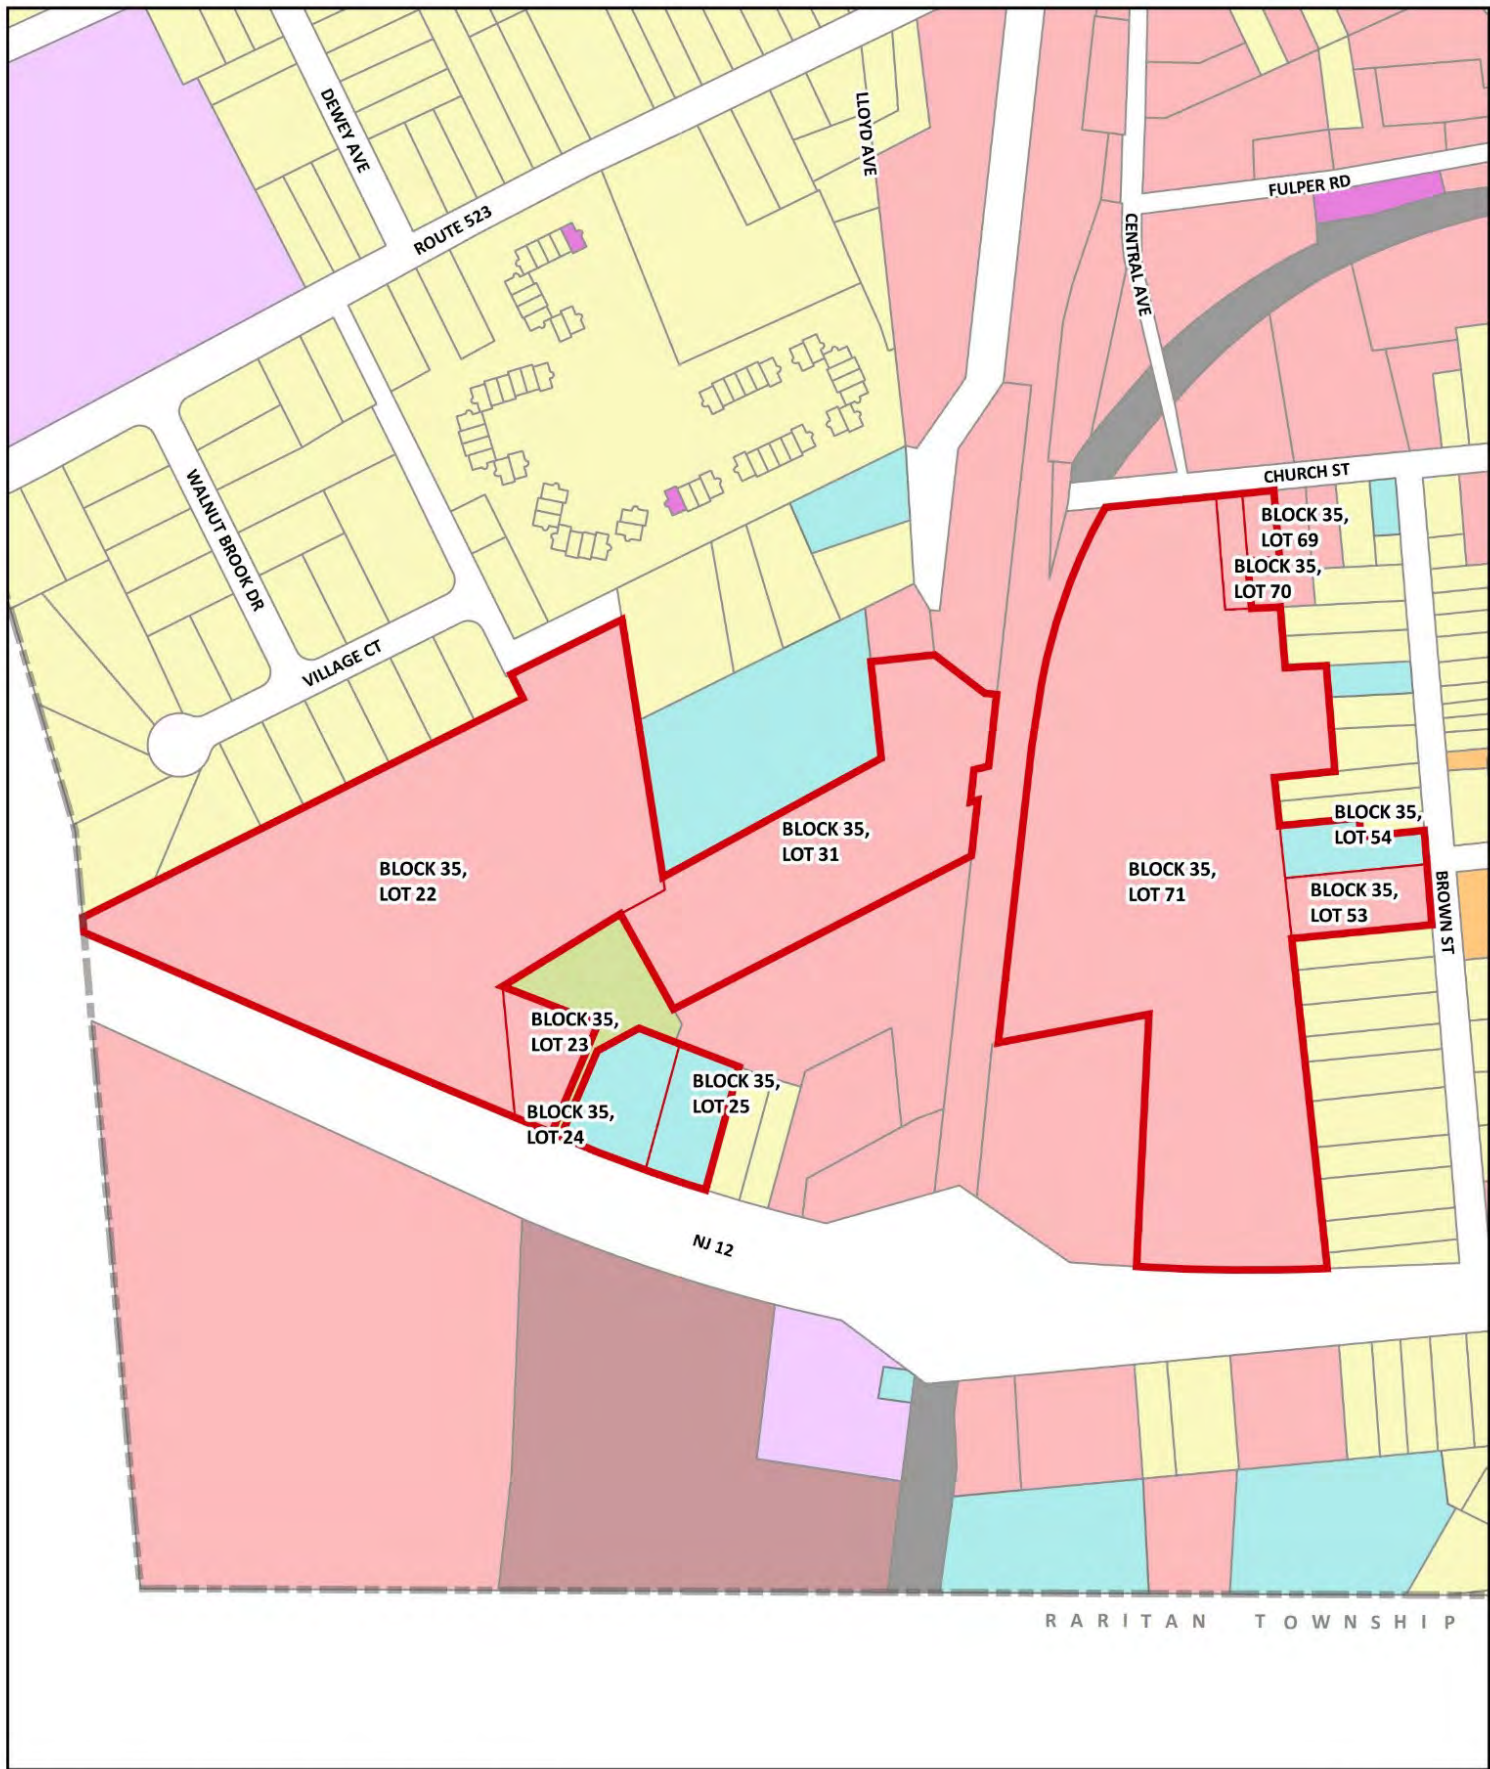 DEWEY AVE
LLOYD AVE
ROUTE 523
FULPER RD
CENTRAL AVE
CHURCH ST
WALNUT BROOK DR
BLOCK 35,
LOT 69
BLOCK 35,
LOT 70
VILLAGE CT
BLOCK 35,
LOT 54
BLOCK 35,
LOT 31
BLOCK 35,
LOT 22
BLOCK 35,
LOT 71
BLOCK 35,
LOT 53
BROWN ST
BLOCK 35,
LOT 23
BLOCK 35,
LOT 25
BLOCK 35,
LOT 24
NJ 12
RARITAN TOWNSHIP